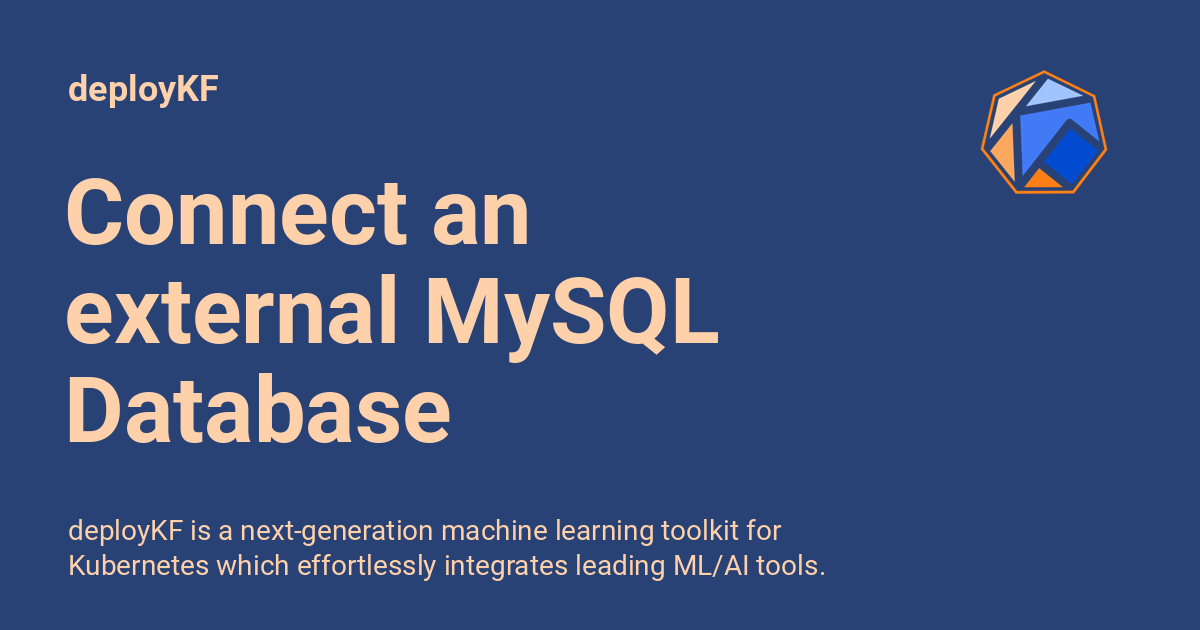 deployKF
Connect an
external MySQL
Database
deployKF is a next-generation machine learning toolkit for
Kubernetes which effortlessly integrates leading ML/AI tools.